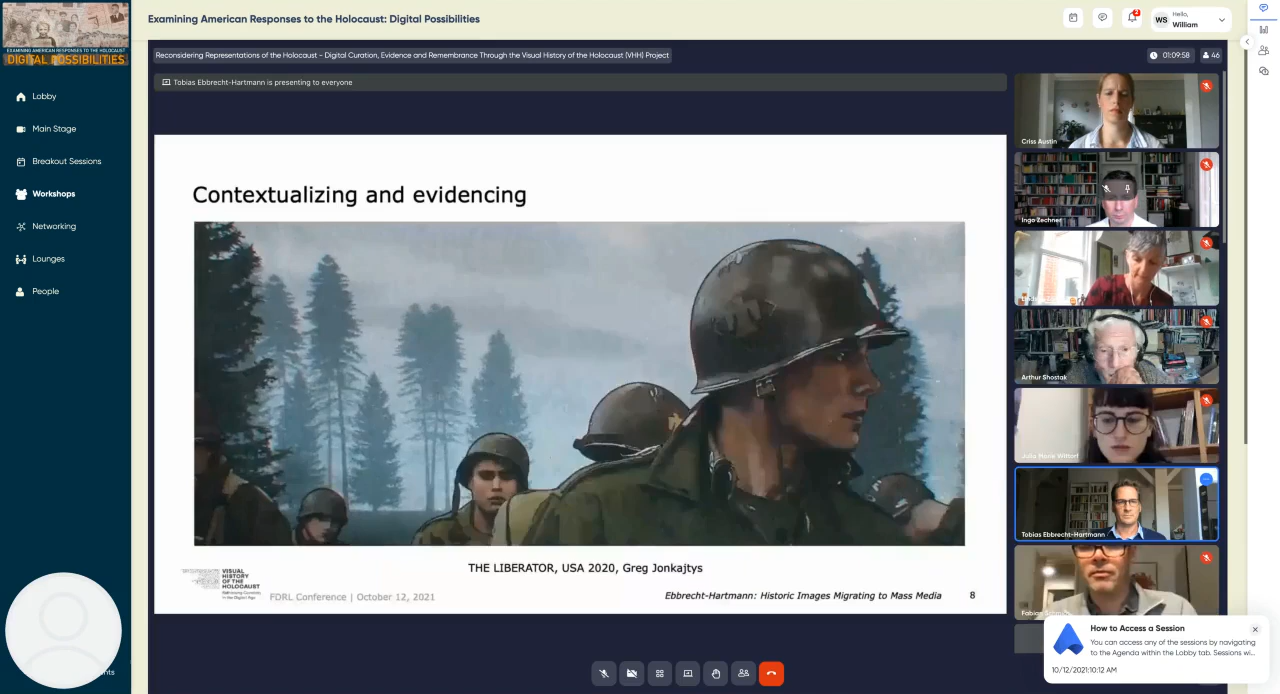 EXAMINING AMERICAN RESPONSES TO THE HOLOCAUST
DIGITAL POSSIBILITIES
Lobby
Main Stage
Breakout Sessions
Workshops
Networking
Lounges
People
nts
Examining American Responses to the Holocaust: Digital Possibilities
WS
Hello,
William
Reconsidering Representations of the Holocaust - Digital Curation, Evidence and Remembrance Through the Visual History of the Holocaust (VHH) Project
01:09:58
46
Tobias Ebbrecht-Hartmann is presenting to everyone
Contextualizing and evidencing
THE LIBERATOR, USA 2020, Greg Jonkajtys
VISUAL
HISTORY
OF THE
HOLOCAUST
FDRL Conference | October 12, 2021
Ebbrecht-Hartmann: Historic Images Migrating to Mass Media
8
Criss Austin
Ingo Zechner
Arthur Shostak
Julia Marie Wittorf
Tobias Ebbrecht-Hartmann
How to Access a Session
You can access any of the sessions by navigating
to the Agenda within the Lobby tab. Sessions wi...
10/12/2021:10:12 AM